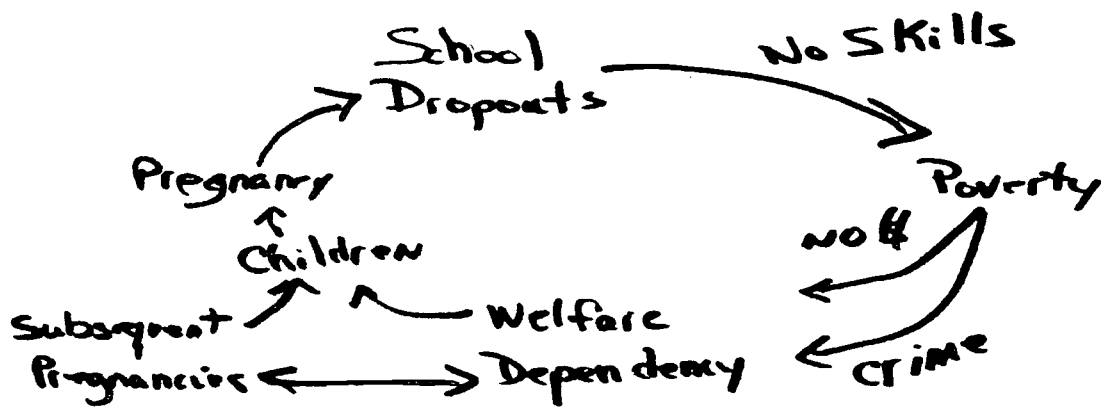 School
Dropouts
No Skills
Pregnancy
Poverty
Children
No $
Subsequent
Pregnancies
Welfare
Dependency
Crime